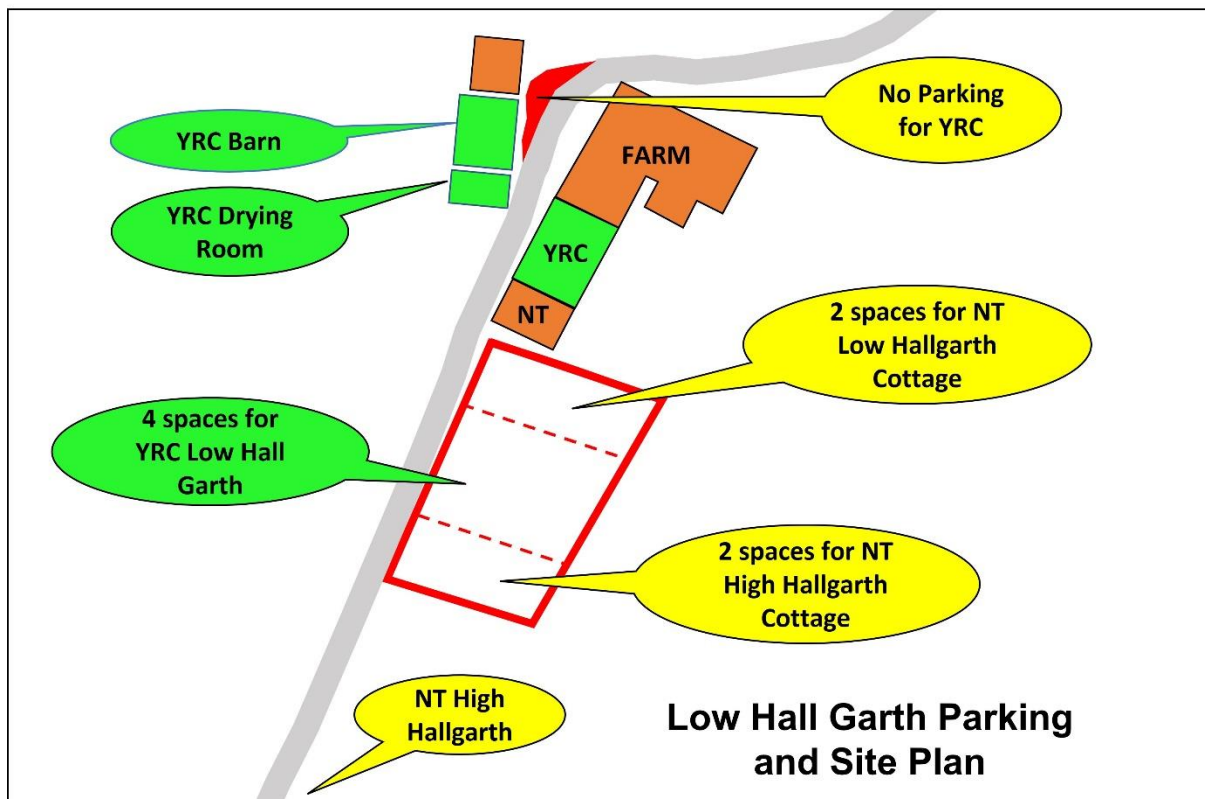 No Parking
for YRC
YRC Barn
FARM
YRC Drying
Room
YRC
NT
2 spaces for NT
Low Hallgarth
Cottage
4 spaces for
YRC Low Hall
Garth
2 spaces for NT
High Hallgarth
Cottage
NT High
Hallgarth
Low Hall Garth Parking
and Site Plan